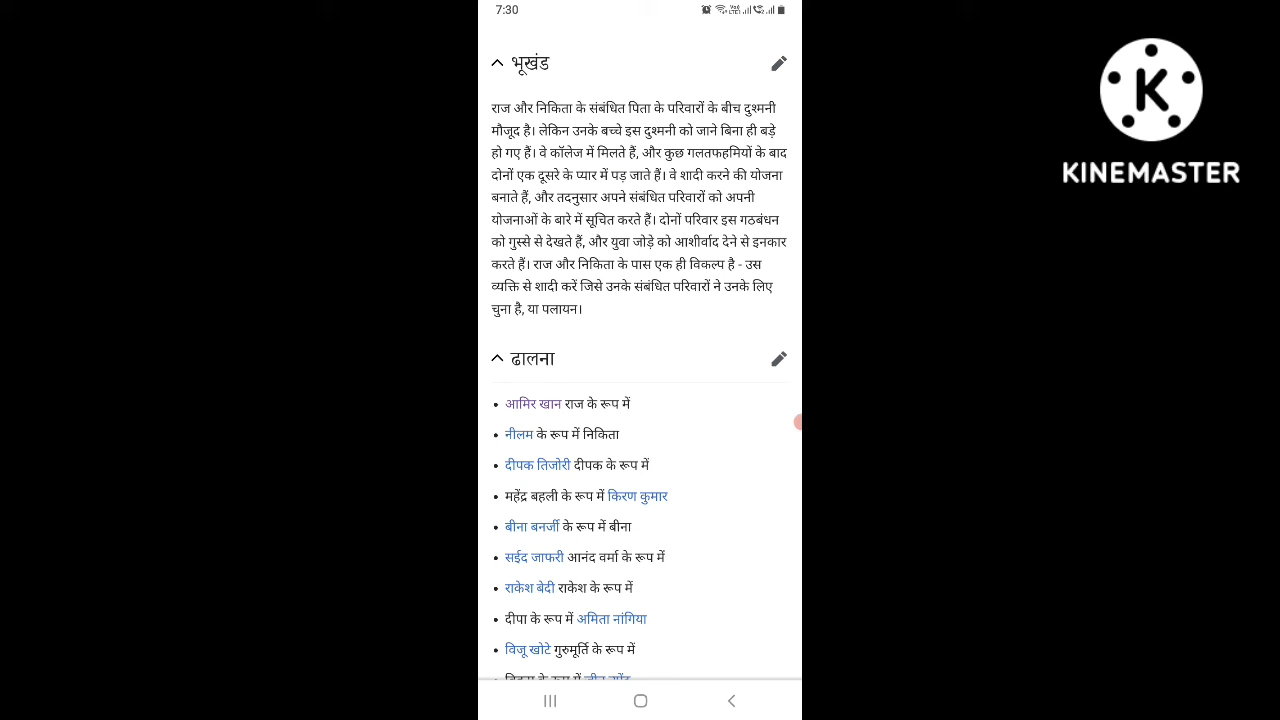 7:30
भूखंड
राज और निकिता के संबंधित पिता के परिवारों के बीच दुश्मनी
मौजूद है। लेकिन उनके बच्चे इस दुश्मनी को जाने बिना ही बड़े
हो गए हैं। वे कॉलेज में मिलते हैं, और कुछ गलतफहमियों के बाद
दोनों एक दूसरे के प्यार में पड़ जाते हैं। वे शादी करने की योजना
बनाते हैं, और तदनुसार अपने संबंधित परिवारों को अपनी
योजनाओं के बारे में सूचित करते हैं। दोनों परिवार इस गठबंधन
को गुस्से से देखते हैं, और युवा जोड़े को आशीर्वाद देने से इनकार
करते हैं। राज और निकिता के पास एक ही विकल्प है - उस
व्यक्ति से शादी करें जिसे उनके संबंधित परिवारों ने उनके लिए
चुना है, या पलायन।
ढालना
आमिर खान राज के रूप में
नीलम के रूप में निकिता
दीपक तिजोरी दीपक के रूप में
महेंद्र बहली के रूप में किरण कुमार
बीना बनर्जी के रूप में बीना
सईद जाफरी आनंद वर्मा के रूप में
राकेश बेदी राकेश के रूप में
दीपा के रूप में अमिता नांगिया
विजू खोटे गुरुमूर्ति के रूप में
K
KINEMASTER